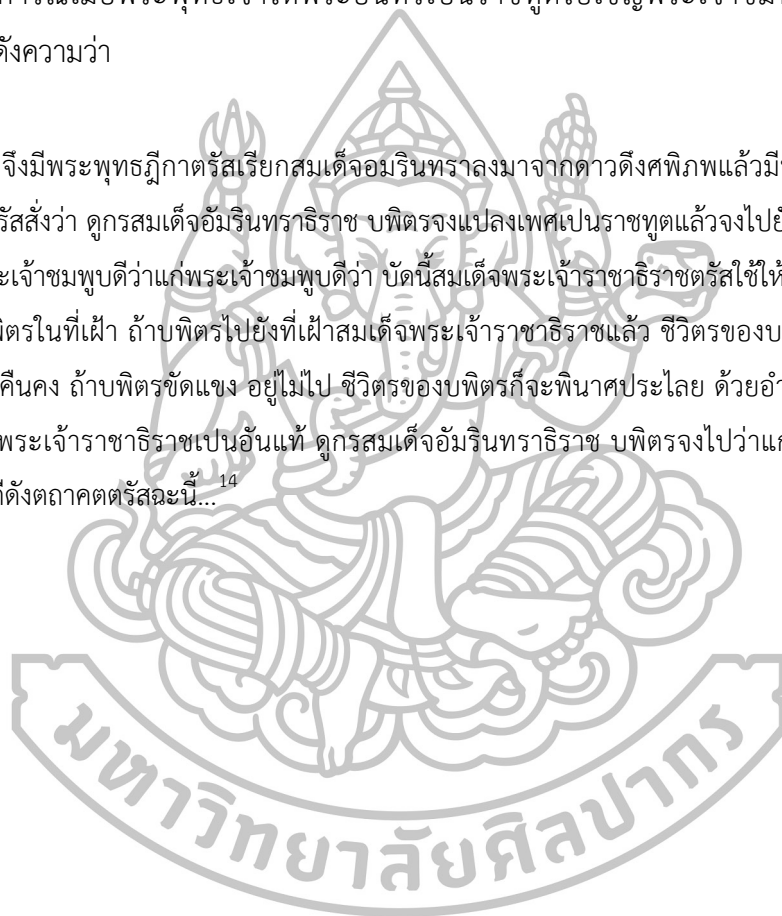 ดังความว่า
จึงมีพระพุทธฎีกาตรัสเรียกสมเด็จอมรินทราลงมาจากดาวดึงศพิภพแล้วมี
รัสสั่งว่า ดูกรสมเด็จอัมรินทราธิราช บพิตรจงแปลงเพศเปนราชทูตแล้วจงไปยั
ะเจ้าชมพูบดีว่าแก่พระเจ้าชมพูบดีว่า บัดนี้สมเด็จพระเจ้าราชาธิราชตรัสใช้ให้
พิตรในที่เฝ้า ถ้าบพิตรไปยังที่เฝ้าสมเด็จพระเจ้าราชาธิราชแล้ว ชีวิตรของบ
คืนคง ถ้าบพิตรขัดแขง อยู่ไม่ไป ชีวิตรของบพิตรก็จะพินาศประไลย ด้วยอำ
พระเจ้าราชาธิราชเปนอันแท้ ดูกรสมเด็จอัมรินทราธิราช บพิตรจงไปว่าแก
ดีดังตถาคตตรัสฉะนี้...14
มหาวิทยาลัยศิลปากร